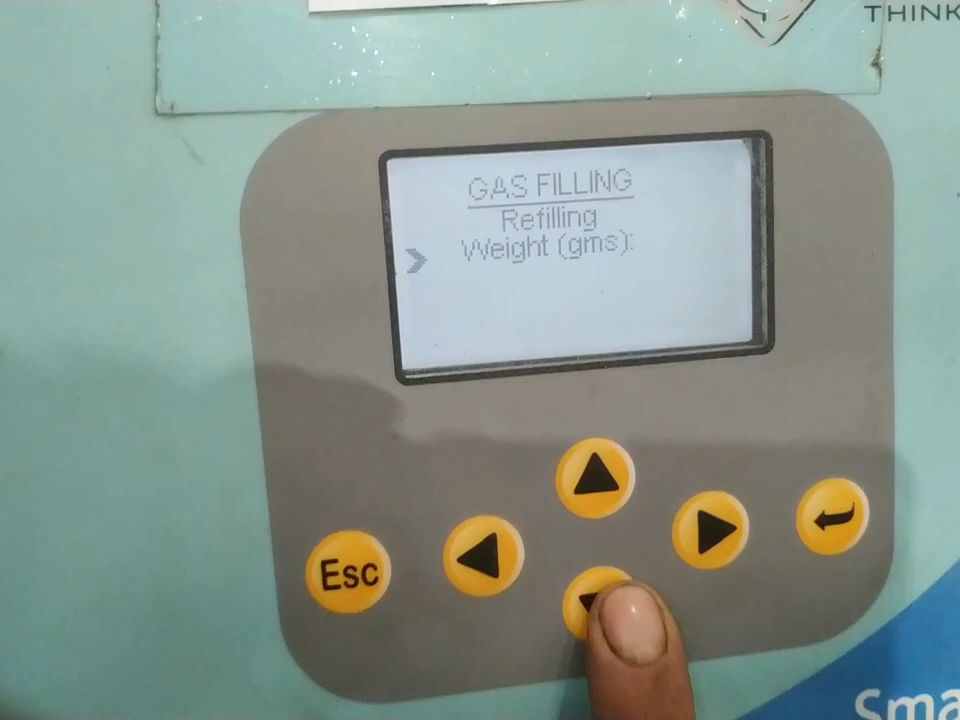 THINK
GAS FILLING
Refilling
Weight (gms):
Esc
Sma